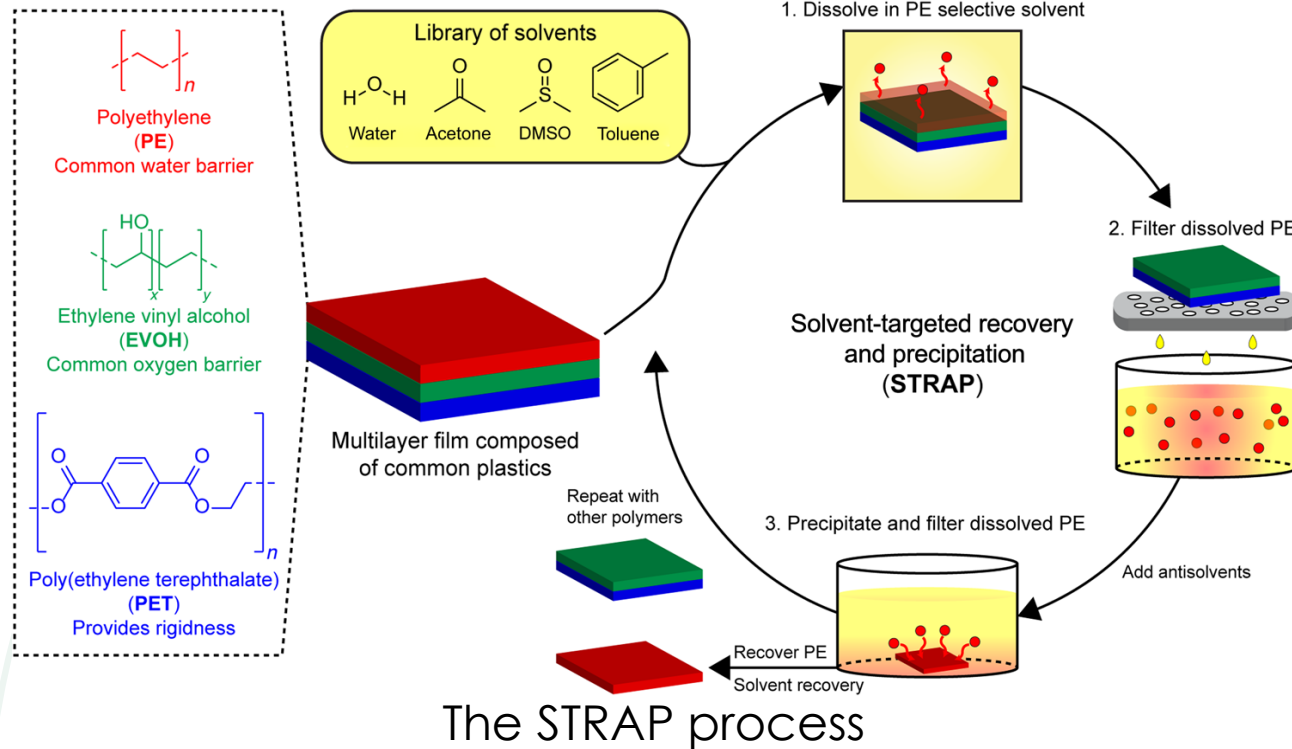 n
Polyethylene
(PE)
Common water barrier
HO
x
y
Ethylene vinyl alcohol
(EVOH)
Common oxygen barrier
O
O
O
O
n
Poly(ethylene terephthalate)
(PET)
Provides rigidness
Library of solvents
H O H
O
O
S
Water
Acetone
DMSO
Toluene
Multilayer film composed
of common plastics
1. Dissolve in PE selective solvent
2. Filter dissolved PE
Solvent-targeted recovery
and precipitation
(STRAP)
Add antisolvents
3. Precipitate and filter dissolved PE
Repeat with
other polymers
Recover PE
Solvent recovery
The STRAP process